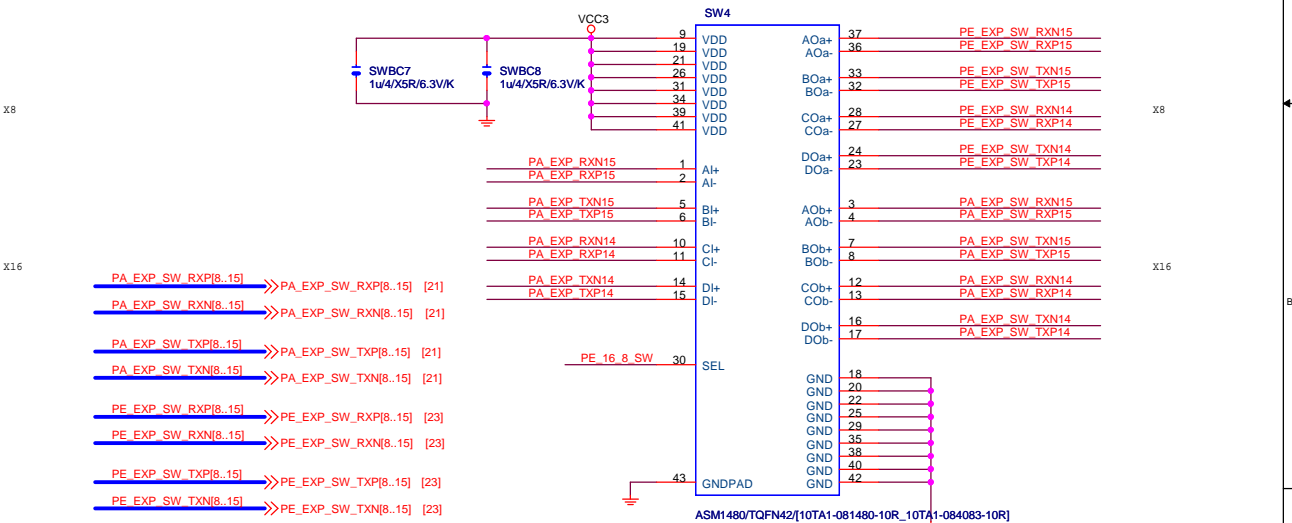 VCC3
SW4
SWBC7
1u/4/X5R/6.3V/K
SWBC8
1u/4/X5R/6.3V/K
9 VDD
19 VDD
21 VDD
26 VDD
31 VDD
34 VDD
39 VDD
41 VDD
AOa+ 37 PE_EXP_SW_RXN15
AOa- 36 PE_EXP_SW_RXP15
BOa+ 33 PE_EXP_SW_TXN15
BOa- 32 PE_EXP_SW_TXP15
COa+ 28 PE_EXP_SW_RXN14
COa- 27 PE_EXP_SW_RXP14
DOa+ 24 PE_EXP_SW_TXN14
DOa- 23 PE_EXP_SW_TXP14
X8
X8
PA_EXP_RXN15 1 AI+
PA_EXP_RXP15 2 AI-
PA_EXP_TXN15 5 BI+
PA_EXP_TXP15 6 BI-
PA_EXP_RXN14 10 CI+
PA_EXP_RXP14 11 CI-
PA_EXP_TXN14 14 DI+
PA_EXP_TXP14 15 DI-
AOb+ 3 PA_EXP_SW_RXN15
AOb- 4 PA_EXP_SW_RXP15
BOb+ 7 PA_EXP_SW_TXN15
BOb- 8 PA_EXP_SW_TXP15
COb+ 12 PA_EXP_SW_RXN14
COb- 13 PA_EXP_SW_RXP14
DOb+ 16 PA_EXP_SW_TXN14
DOb- 17 PA_EXP_SW_TXP14
X16
X16
B
PA_EXP_SW_RXP[8..15] PA_EXP_SW_RXP[8..15] [21]
PA_EXP_SW_RXN[8..15] PA_EXP_SW_RXN[8..15] [21]
PA_EXP_SW_TXP[8..15] PA_EXP_SW_TXP[8..15] [21]
PA_EXP_SW_TXN[8..15] PA_EXP_SW_TXN[8..15] [21]
PE_EXP_SW_RXP[8..15] PE_EXP_SW_RXP[8..15] [23]
PE_EXP_SW_RXN[8..15] PE_EXP_SW_RXN[8..15] [23]
PE_EXP_SW_TXP[8..15] PE_EXP_SW_TXP[8..15] [23]
PE_EXP_SW_TXN[8..15] PE_EXP_SW_TXN[8..15] [23]
PE_16_8_SW 30 SEL
GND 18
GND 20
GND 22
GND 25
GND 29
GND 35
GND 38
GND 40
GND 42
43 GNDPAD
ASM1480/TQFN42/[10TA1-081480-10R_10TA1-084083-10R]